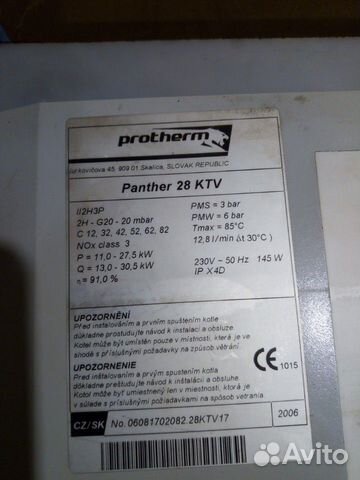 protherm
Jurkovičova 45, 909 01 Skalica, SLOVAK REPUBLIC
Panther 28 KTV
II2H3P
2H - G20 - 20 mbar
C 12, 32, 42, 52, 62, 82
NOx class 3
P = 11,0 - 27,5 kW
Q = 13,0 - 30,5 kW
η = 91,0 %
PMS = 3 bar
PMW = 6 bar
Tmax = 85°C
12,8 l/min (Δt 30°C)
230V ~ 50 Hz 145 W
IP X4D
UPOZORNĚNÍ
Před instalováním a prvním spuštěním kotle
důkladně prostudujte návod k instalaci a obsluze.
Kotel může být umístěn pouze v místnosti, která je ve
shodě s příslušnými požadavkami na způsob větrání.
UPOZORNENIE
Pred inštalovaním a prvým spustením kotla
dôkladne preštudujte návod k inštalácii a obsluhe.
Kotol môže byť umiestnený len v miestnosti, ktorá je
v súlade s príslušnými požiadavkami na spôsob vetrania
CE 1015
CZ/SK No. 06081702082.28KTV17 2006
Avito